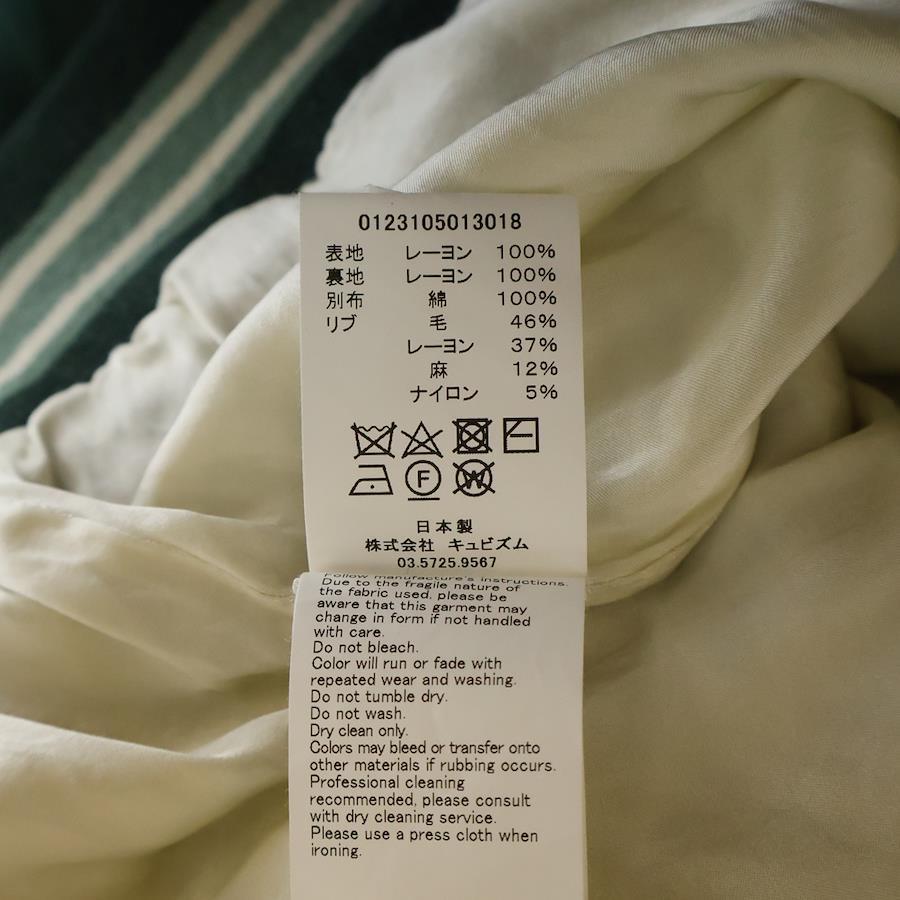 0123105013018
表地 レーヨン 100%
裏地 レーヨン 100%
別布 綿 100%
リブ 毛 46%
レーヨン 37%
麻 12%
ナイロン 5%
F W
日本製
株式会社 キュビズム
03.5725.9567
Follow manufacture's instructions.
Due to the fragile nature of
the fabric used, please be
aware that this garment may
change in form if not handled
with care.
Do not bleach.
Color will run or fade with
repeated wear and washing.
Do not tumble dry.
Do not wash.
Dry clean only.
Colors may bleed or transfer onto
other materials if rubbing occurs.
Professional cleaning
recommended, please consult
with dry cleaning service.
Please use a press cloth when
ironing.